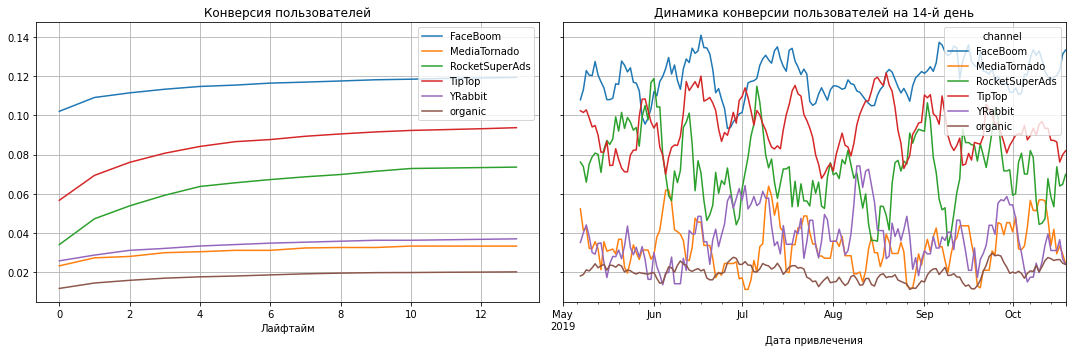 Конверсия пользователей
0.14
0.12
0.10
0.08
0.06
0.04
0.02
0 2 4 6 8 10 12
Лайфтайм
FaceBoom
MediaTornado
RocketSuperAds
TipTop
YRabbit
organic
Динамика конверсии пользователей на 14-й день
channel
FaceBoom
MediaTornado
RocketSuperAds
TipTop
YRabbit
organic
May Jun Jul Aug Sep Oct
2019
Дата привлечения